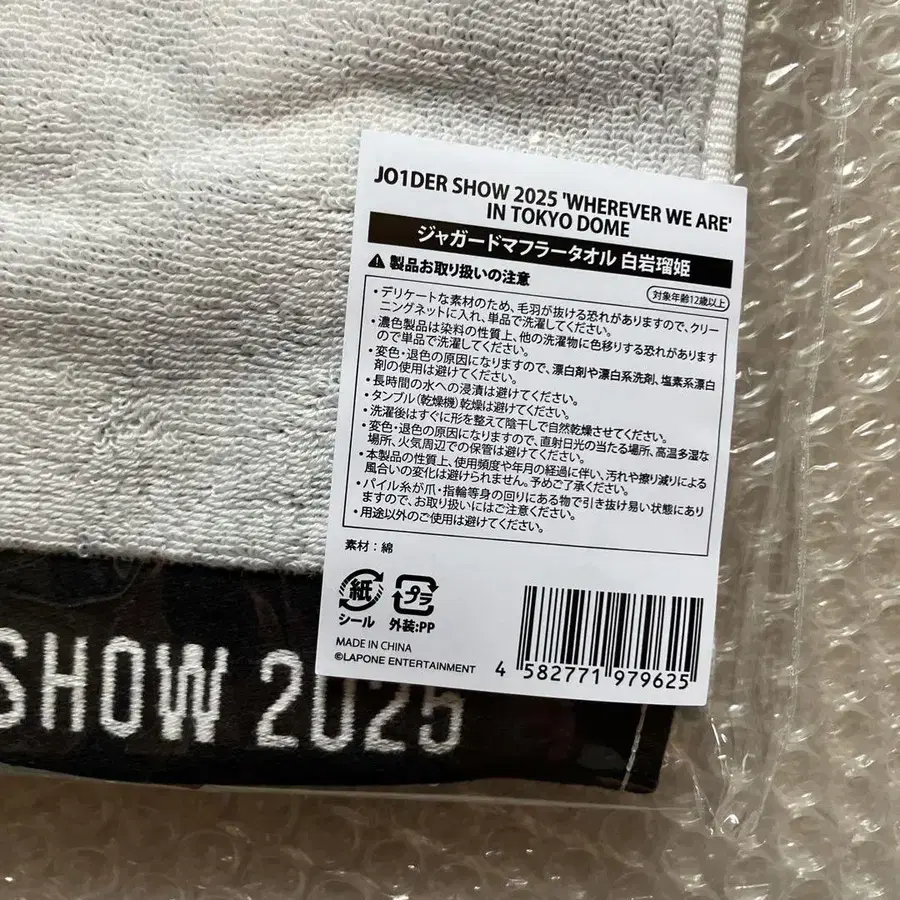 JO1DER SHOW 2025 'WHEREVER WE ARE'
IN TOKYO DOME
ジャガードマフラータオル 白岩瑠姫
製品お取り扱いの注意
対象年齢12歳以上
・デリケートな素材のため、毛羽が抜ける恐れがありますので、クリー
ニングネットに入れ、単品で洗濯してください。
・濃色製品は染料の性質上、他の洗濯物に色移りする恐れがあります
ので単品で洗濯してください。
・変色・退色の原因になりますので、漂白剤や漂白系洗剤、塩素系漂白
剤の使用は避けてください。
・長時間の水への浸漬は避けてください。
・タンブル(乾燥機)乾燥は避けてください。
・洗濯後はすぐに形を整えて陰干しで自然乾燥させてください。
・変色・退色の原因になりますので、直射日光の当たる場所、高温多湿な
場所、火気周辺での保管は避けてください。
・本製品の性質上、使用頻度や年月の経過に伴い、汚れや擦り減りによる
風合いの変化は避けられません。予めご了承ください。
・パイル糸が爪・指輪等身の回りにある物で引き抜け易い状態にあり
ますので、お取り扱いにはご注意ください。
・用途以外のご使用は避けてください。
素材：綿
紙
シール
プラ
外装:PP
MADE IN CHINA
©LAPONE ENTERTAINMENT
4 582771 979625
SHOW 2025